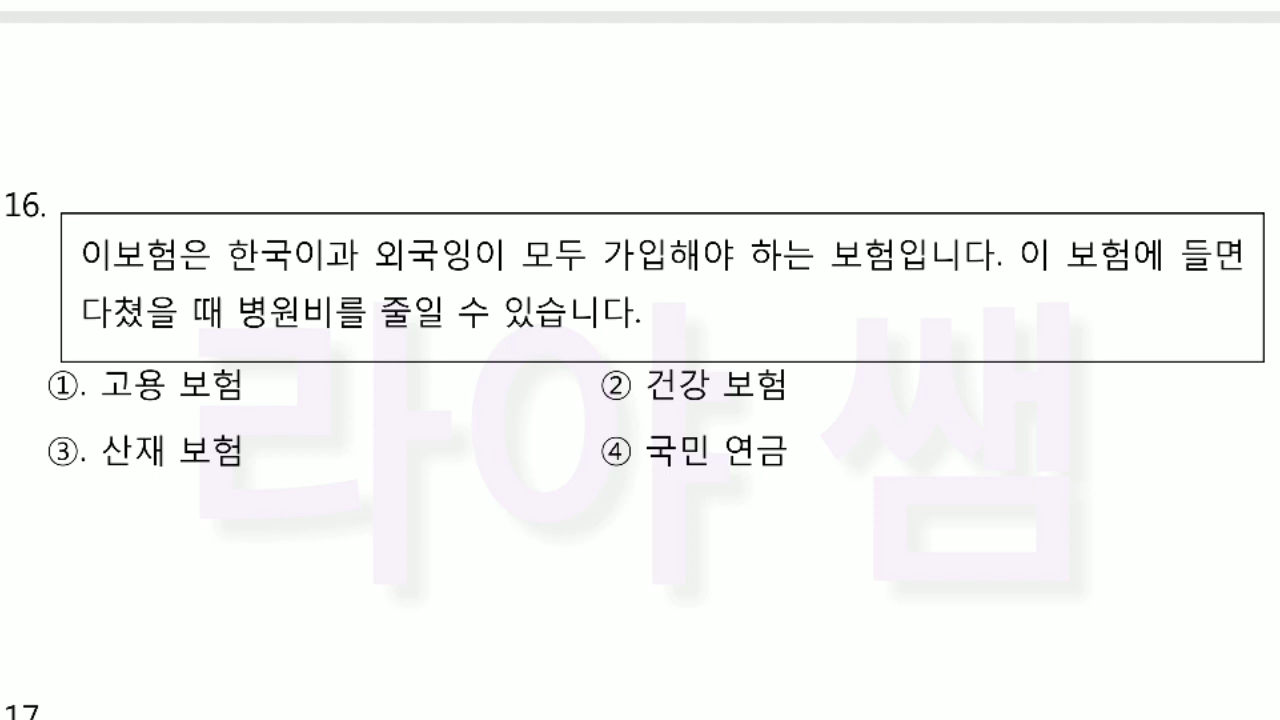 16.
이보험은 한국이과 외국잉이 모두 가입해야 하는 보험입니다. 이 보험에 들면
다쳤을 때 병원비를 줄일 수 있습니다.
①. 고용 보험 ② 건강 보험
③. 산재 보험 ④ 국민 연금
라야 쌤
17